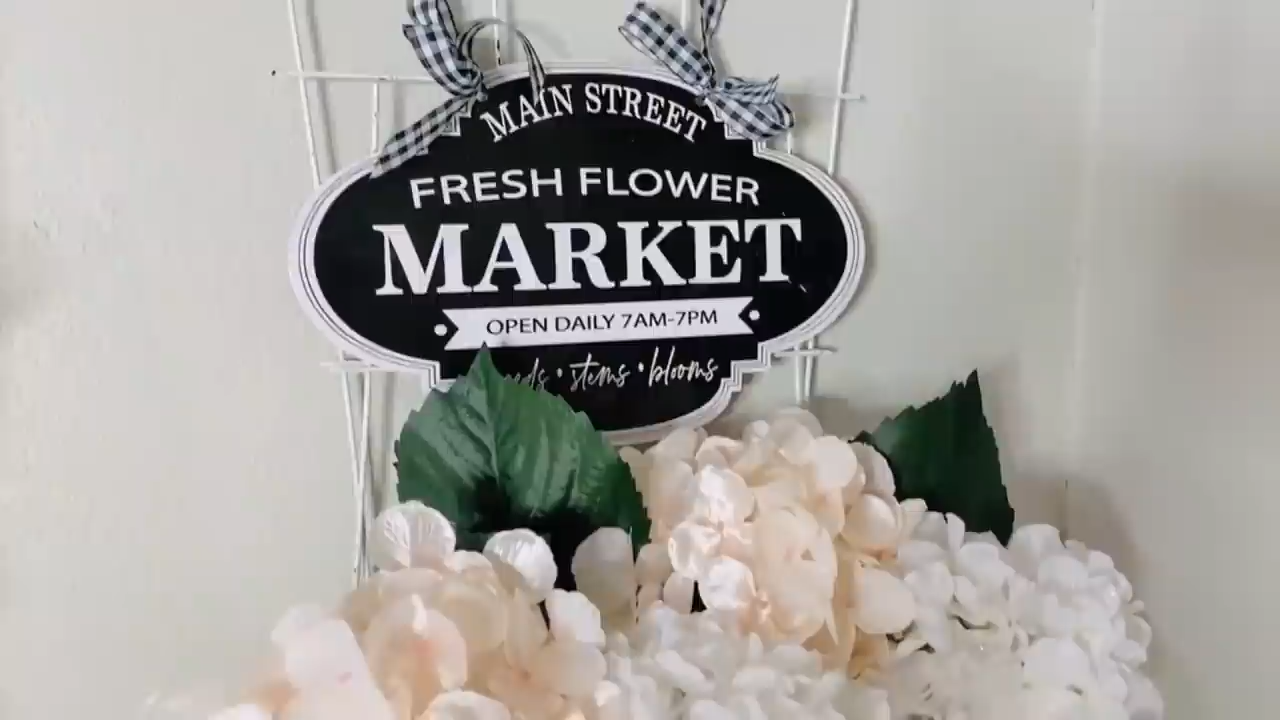 MAIN STREET
FRESH FLOWER
MARKET
OPEN DAILY 7AM-7PM
• stems • blooms